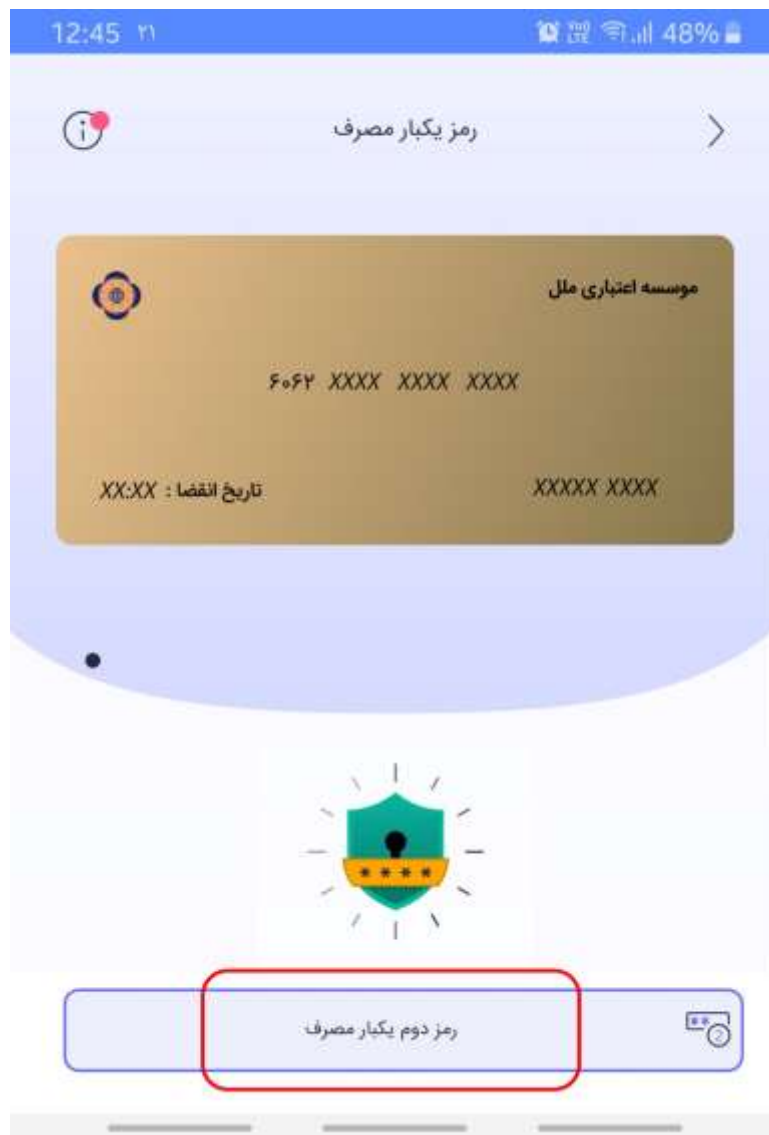 12:45 ۲۱ 48%
رمز یکبار مصرف
موسسه اعتباری ملل
۶۰۶۲ XXXX XXXX XXXX
XXXXX XXXX تاریخ انقضا : XX:XX
* * * *
رمز دوم یکبار مصرف